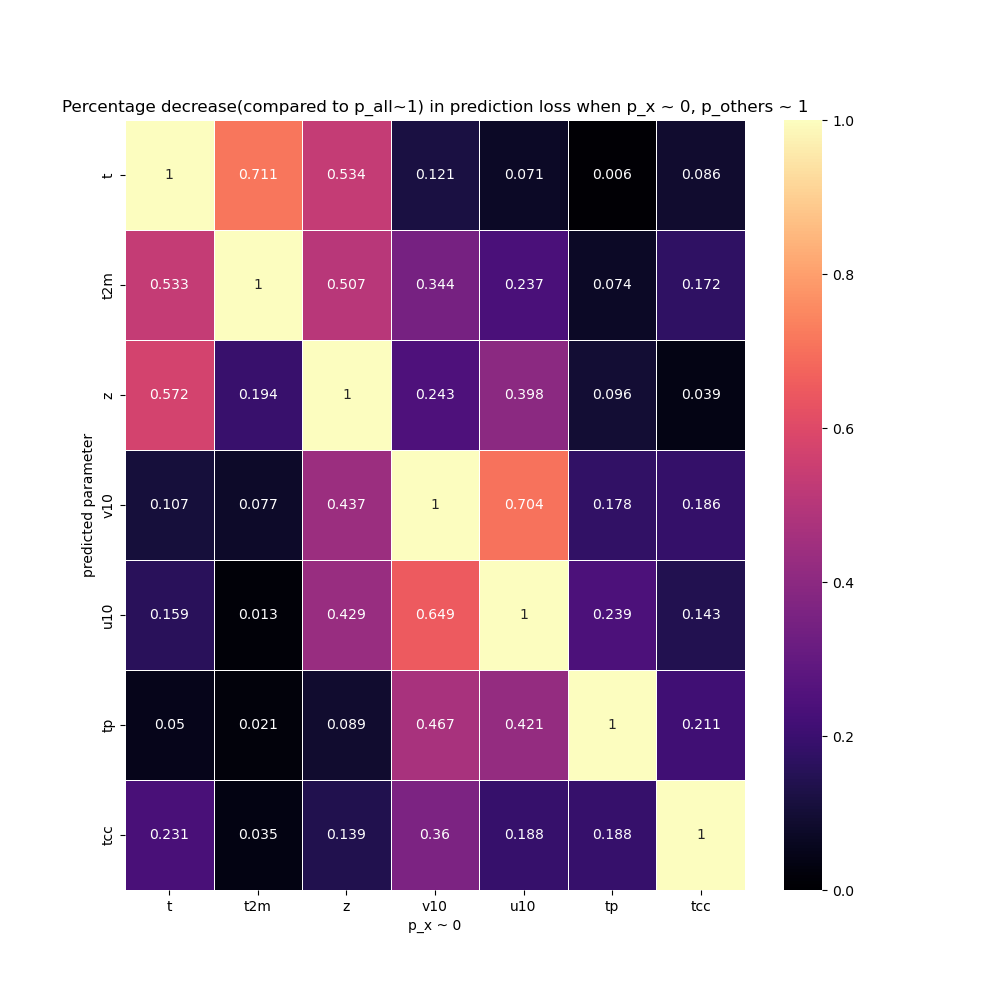 Percentage decrease(compared to p_all~1) in prediction loss when p_x ~ 0, p_others ~ 1
t 1 0.711 0.534 0.121 0.071 0.006 0.086
t2m 0.533 1 0.507 0.344 0.237 0.074 0.172
z 0.572 0.194 1 0.243 0.398 0.096 0.039
v10 0.107 0.077 0.437 1 0.704 0.178 0.186
u10 0.159 0.013 0.429 0.649 1 0.239 0.143
tp 0.05 0.021 0.089 0.467 0.421 1 0.211
tcc 0.231 0.035 0.139 0.36 0.188 0.188 1
t t2m z v10 u10 tp tcc
p_x ~ 0
predicted parameter
1.0
0.8
0.6
0.4
0.2
0.0